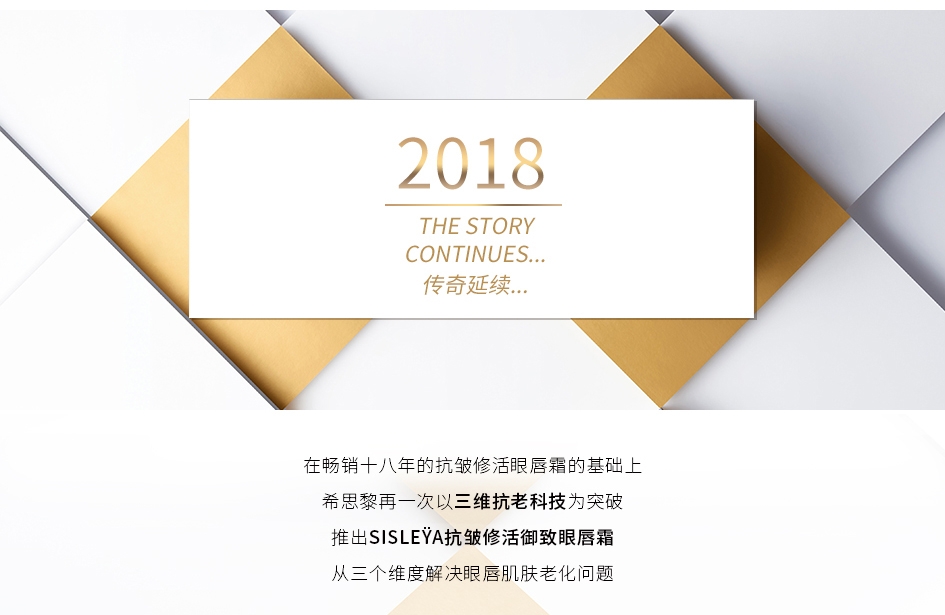 2018
THE STORY
CONTINUES...
传奇延续...
在畅销十八年的抗皱修活眼唇霜的基础上
希思黎再一次以三维抗老科技为突破
推出SISLEŸA抗皱修活御致眼唇霜
从三个维度解决眼唇肌肤老化问题